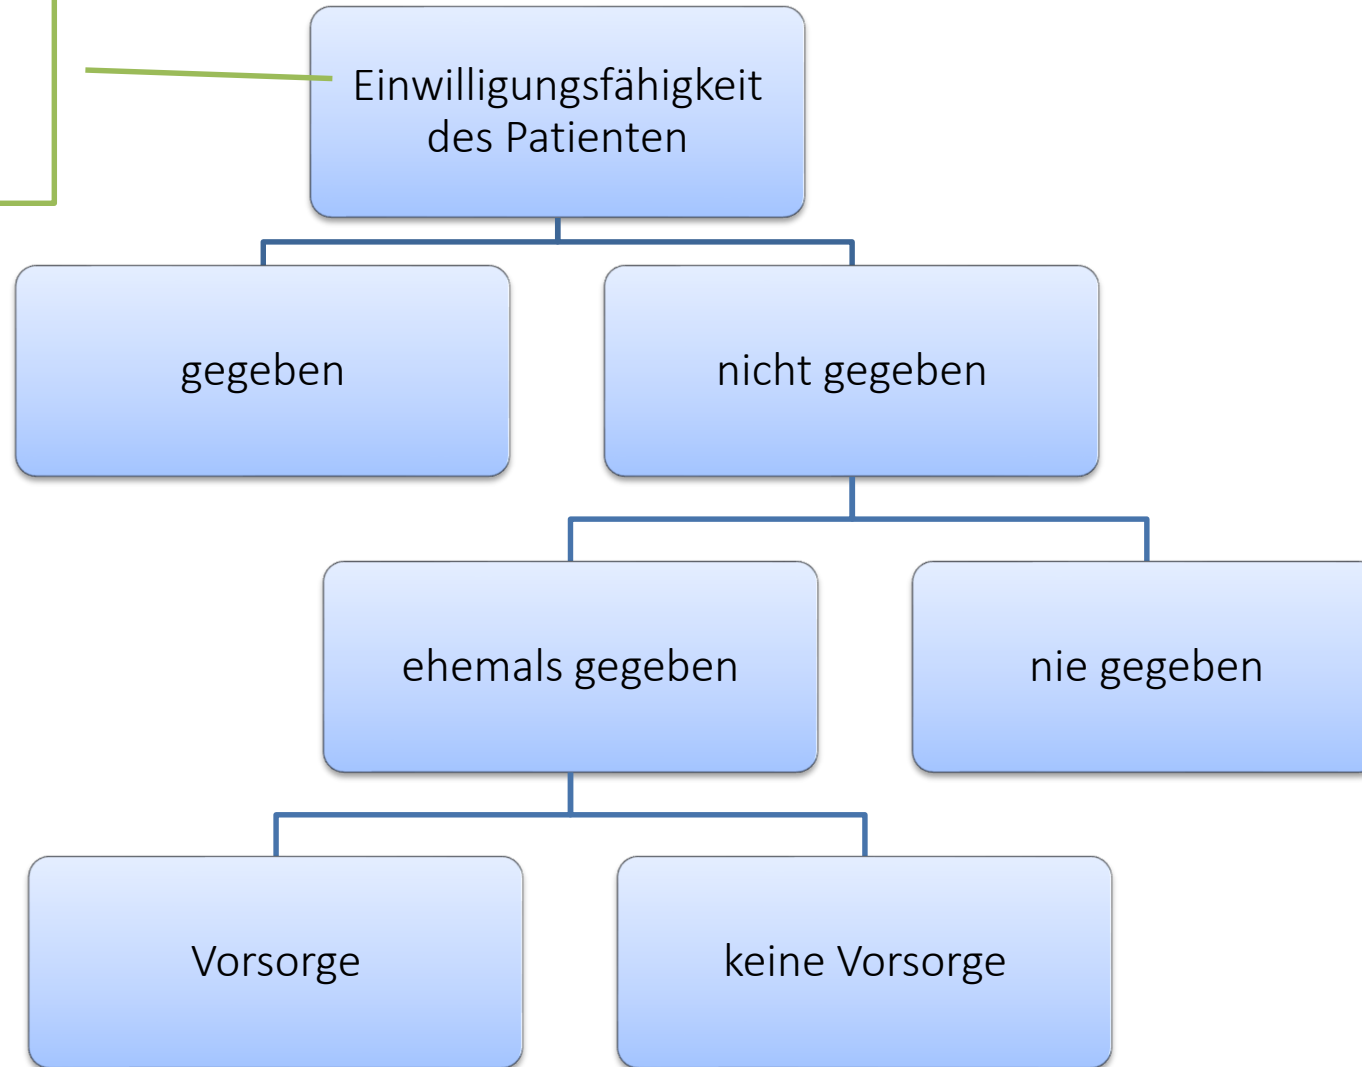 Einwilligungsfähigkeit
des Patienten
gegeben
nicht gegeben
ehemals gegeben
nie gegeben
Vorsorge
keine Vorsorge